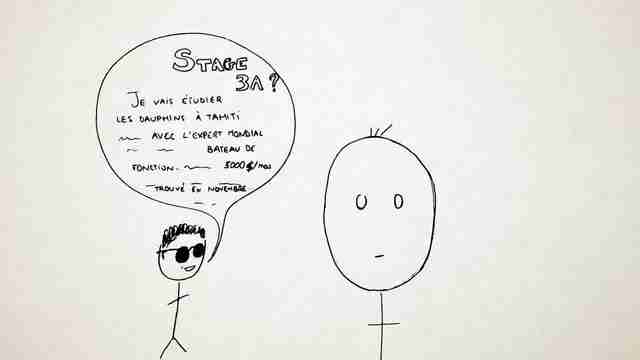 STAGE
3A ?
JE VAIS ÉTUDIER
LES DAUPHINS À TAHITI
AVEC L'EXPERT MONDIAL
BATEAU DE
FONCTION. 5000 $/MOIS
TROUVÉ EN NOVEMBRE